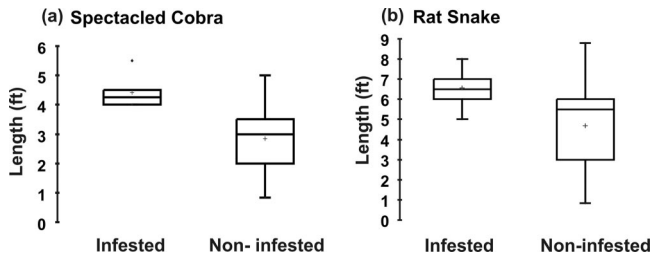 (a) Spectacled Cobra
Length (ft)
6
5
4
3
2
1
0
Infested
Non- infested
(b) Rat Snake
Length (ft)
9
8
7
6
5
4
3
2
1
0
Infested
Non-infested